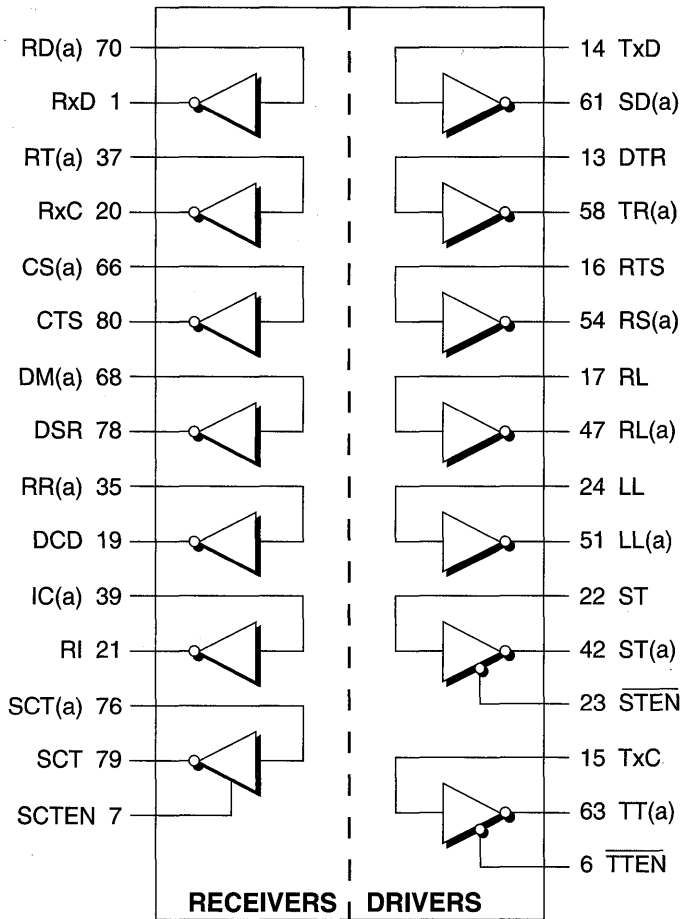 RD(a) 70
RxD 1
RT(a) 37
RxC 20
CS(a) 66
CTS 80
DM(a) 68
DSR 78
RR(a) 35
DCD 19
IC(a) 39
RI 21
SCT(a) 76
SCT 79
SCTEN 7
14 TxD
61 SD(a)
13 DTR
58 TR(a)
16 RTS
54 RS(a)
17 RL
47 RL(a)
24 LL
51 LL(a)
22 ST
42 ST(a)
23 S̅T̅E̅N̅
15 TxC
63 TT(a)
6 T̅T̅E̅N̅
RECEIVERS DRIVERS